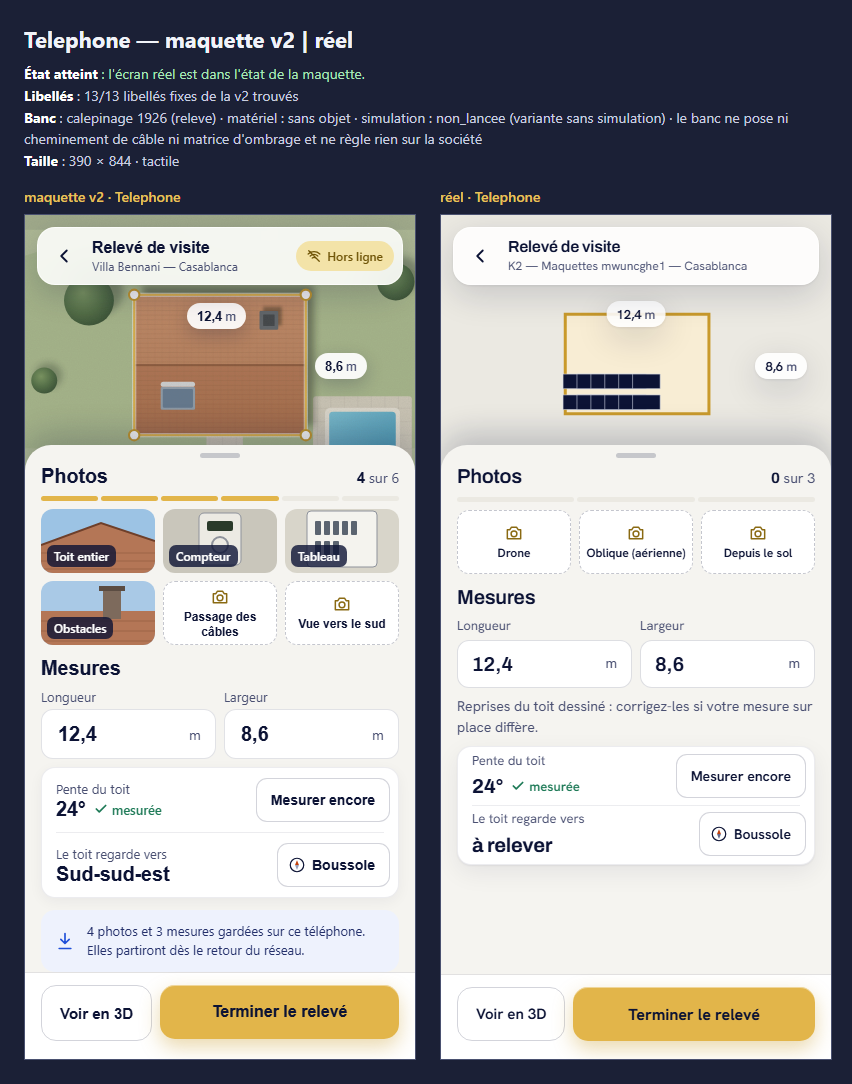 Telephone — maquette v2 | réel
État atteint : l'écran réel est dans l'état de la maquette.
Libellés : 13/13 libellés fixes de la v2 trouvés
Banc : calepinage 1926 (releve) · matériel : sans objet · simulation : non_lancee (variante sans simulation) · le banc ne pose ni
cheminement de câble ni matrice d'ombrage et ne règle rien sur la société
Taille : 390 × 844 · tactile
maquette v2 · Telephone
Relevé de visite
Villa Bennani — Casablanca
Hors ligne
12,4 m
8,6 m
Photos
4 sur 6
Toit entier
Compteur
Tableau
Obstacles
Passage des
câbles
Vue vers le sud
Mesures
Longueur
Largeur
12,4 m
8,6 m
Pente du toit
24° mesurée
Mesurer encore
Le toit regarde vers
Sud-sud-est
Boussole
4 photos et 3 mesures gardées sur ce téléphone.
Elles partiront dès le retour du réseau.
Voir en 3D
Terminer le relevé
réel · Telephone
Relevé de visite
K2 — Maquettes mwuncghe1 — Casablanca
12,4 m
8,6 m
Photos
0 sur 3
Drone
Oblique (aérienne)
Depuis le sol
Mesures
Longueur
Largeur
12,4 m
8,6 m
Reprises du toit dessiné : corrigez-les si votre mesure sur
place diffère.
Pente du toit
24° mesurée
Mesurer encore
Le toit regarde vers
à relever
Boussole
Voir en 3D
Terminer le relevé